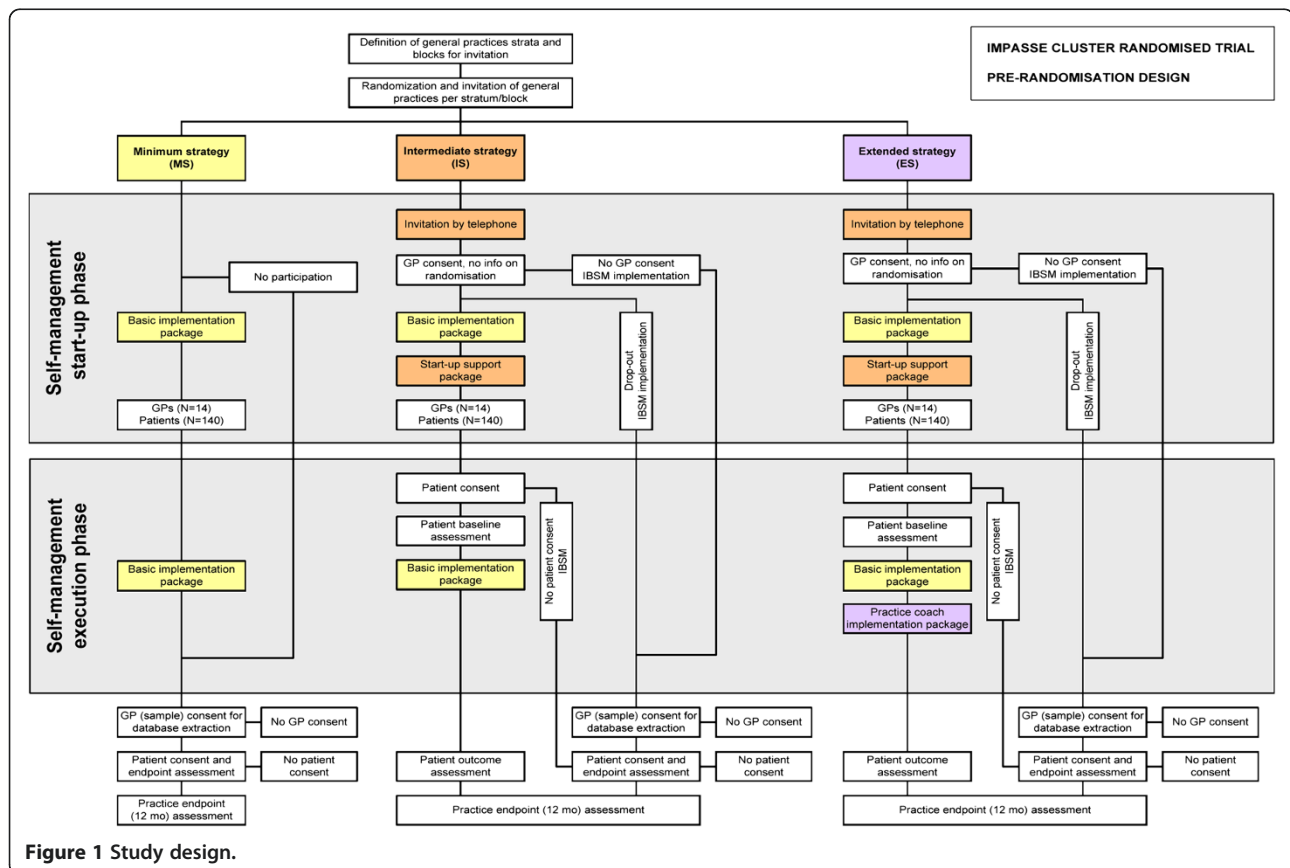 Definition of general practices strata and
blocks for invitation
Randomization and invitation of general
practices per stratum/block
IMPASSE CLUSTER RANDOMISED TRIAL
PRE-RANDOMISATION DESIGN
Minimum strategy
(MS)
Intermediate strategy
(IS)
Extended strategy
(ES)
Self-management
start-up phase
No participation
Basic implementation
package
GPs (N=14)
Patients (N=140)
Invitation by telephone
GP consent, no info on
randomisation
No GP consent
IBSM implementation
Basic implementation
package
Start-up support
package
Drop-out
IBSM implementation
GPs (N=14)
Patients (N=140)
Invitation by telephone
GP consent, no info on
randomisation
No GP consent
IBSM implementation
Basic implementation
package
Start-up support
package
Drop-out
IBSM implementation
GPs (N=14)
Patients (N=140)
Self-management
execution phase
Basic implementation
package
Patient consent
Patient baseline
assessment
Basic implementation
package
No patient consent
IBSM
Patient consent
Patient baseline
assessment
Basic implementation
package
Practice coach
implementation package
No patient consent
IBSM
GP (sample) consent for
database extraction
No GP consent
Patient consent and
endpoint assessment
No patient
consent
Practice endpoint
(12 mo) assessment
GP (sample) consent for
database extraction
No GP consent
Patient outcome
assessment
Patient consent and
endpoint assessment
No patient
consent
Practice endpoint (12 mo) assessment
GP (sample) consent for
database extraction
No GP consent
Patient outcome
assessment
Patient consent and
endpoint assessment
No patient
consent
Practice endpoint (12 mo) assessment
Figure 1 Study design.